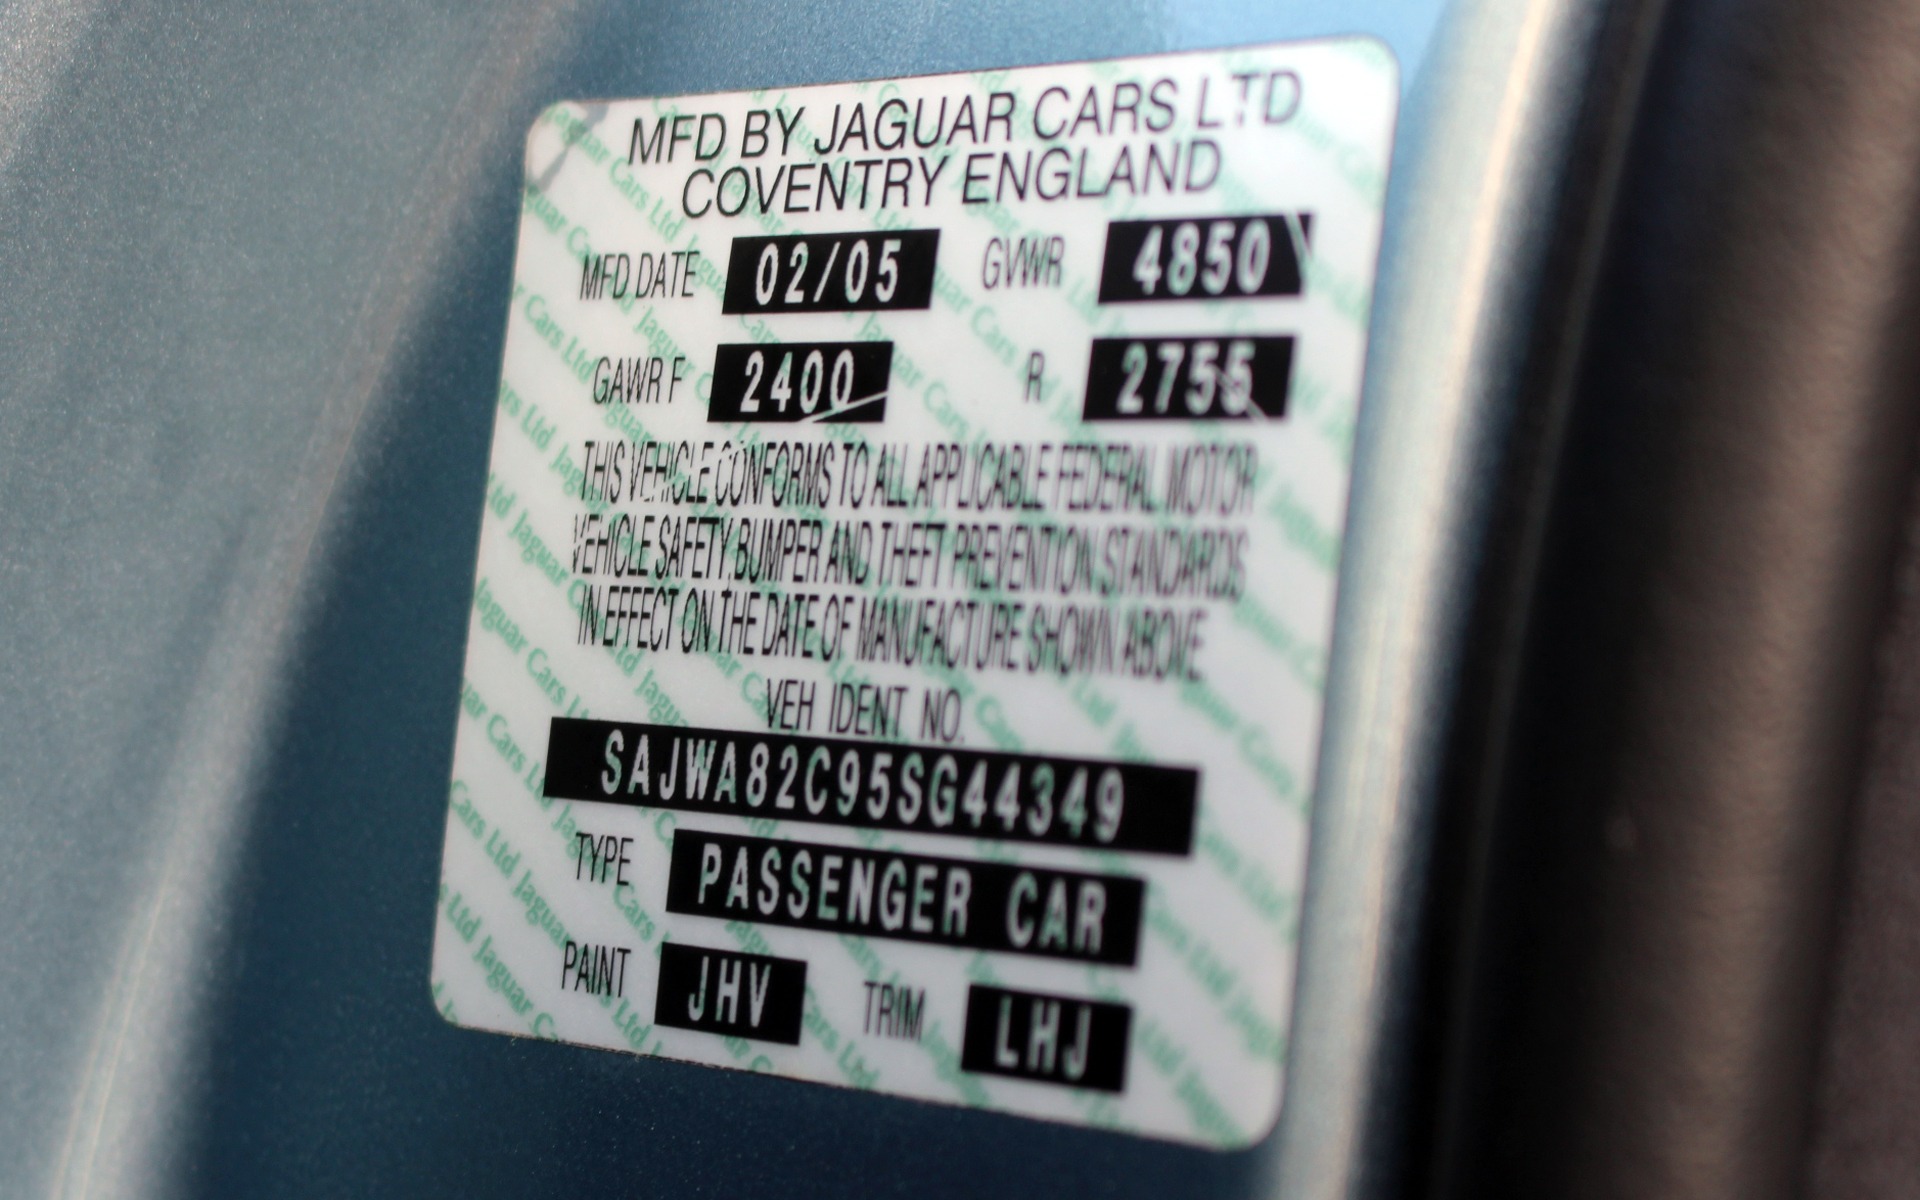 MFD BY JAGUAR CARS LTD
COVENTRY ENGLAND
MFD DATE 02/05 GVWR 4850
GAWR F 2400 R 2755
THIS VEHICLE CONFORMS TO ALL APPLICABLE FEDERAL MOTOR
VEHICLE SAFETY, BUMPER AND THEFT PREVENTION STANDARDS
IN EFFECT ON THE DATE OF MANUFACTURE SHOWN ABOVE
VEH IDENT NO.
SAJWA82C95SG44349
TYPE PASSENGER CAR
PAINT JHV TRIM LHJ